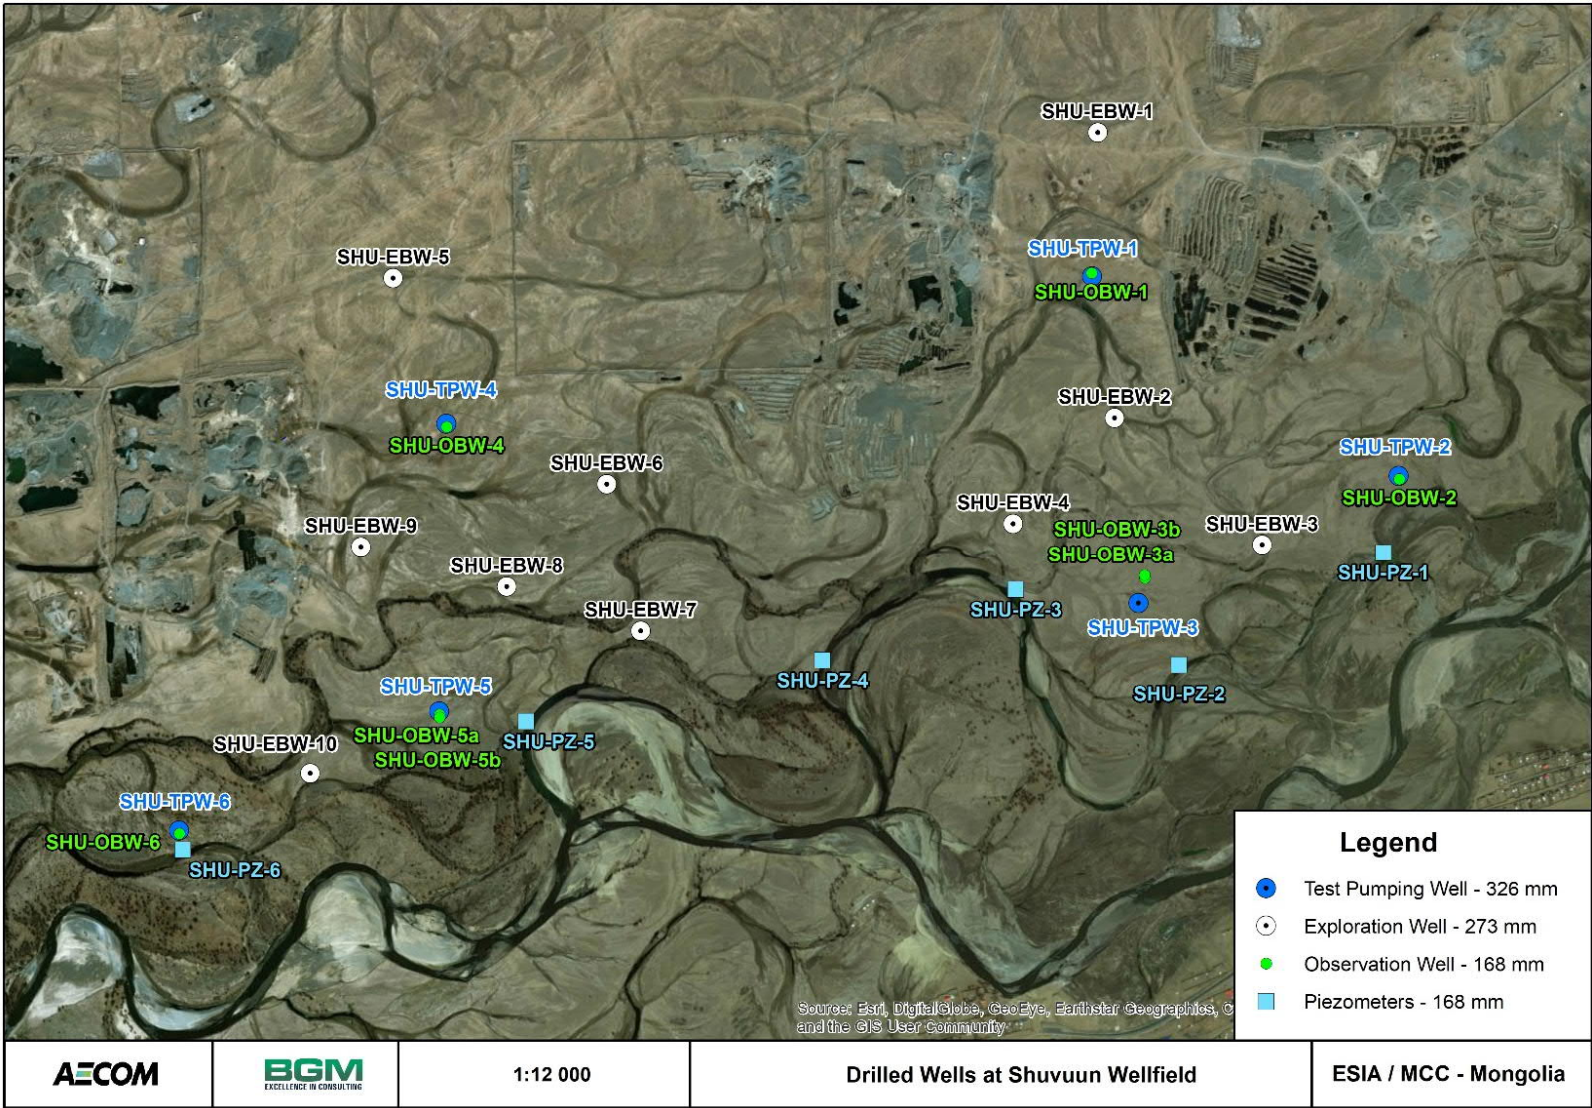 SHU-EBW-1
SHU-TPW-1
SHU-EBW-5
SHU-OBW-1
SHU-TPW-4
SHU-EBW-2
SHU-OBW-4
SHU-TPW-2
SHU-EBW-6
SHU-OBW-2
SHU-EBW-4
SHU-EBW-9
SHU-OBW-3b
SHU-EBW-3
SHU-OBW-3a
SHU-EBW-8
SHU-PZ-1
SHU-EBW-7
SHU-PZ-3
SHU-TPW-3
SHU-PZ-4
SHU-TPW-5
SHU-PZ-2
SHU-OBW-5a
SHU-PZ-5
SHU-EBW-10
SHU-OBW-5b
SHU-TPW-6
SHU-OBW-6
SHU-PZ-6
Legend
Test Pumping Well - 326 mm
Exploration Well - 273 mm
Observation Well - 168 mm
Piezometers - 168 mm
Source: Esri, DigitalGlobe, GeoEye, Earthstar Geographics, C
and the GIS User Community
AECOM
BGM
EXCELLENCE IN CONSULTING
1:12 000
Drilled Wells at Shuvuun Wellfield
ESIA / MCC - Mongolia